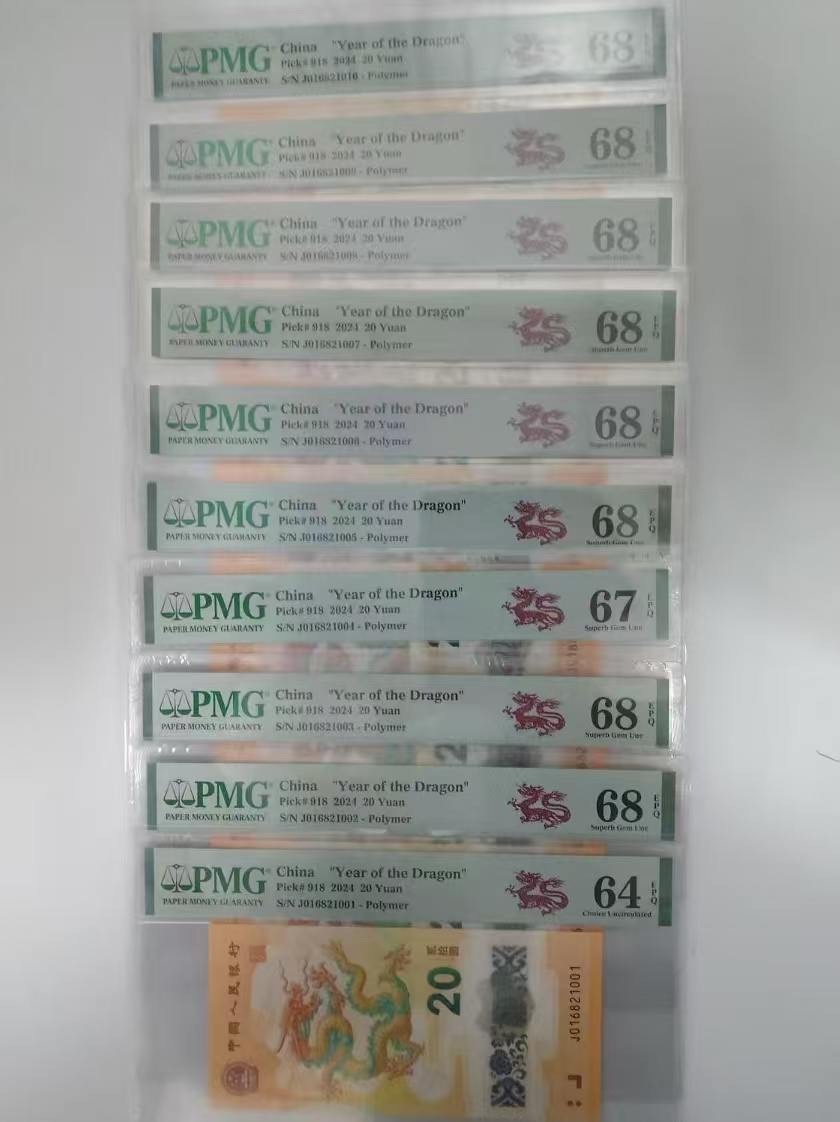 PMG China "Year of the Dragon" 68
Pick# 918 2024 20 Yuan
PAPER MONEY GUARANTY S/N J016821010 - Polymer
PMG China "Year of the Dragon" 68
Pick# 918 2024 20 Yuan
PAPER MONEY GUARANTY S/N J016821009 - Polymer
PMG China "Year of the Dragon" 68 EPQ
Pick# 918 2024 20 Yuan
PAPER MONEY GUARANTY S/N J016821008 - Polymer
PMG China "Year of the Dragon" 68 EPQ
Pick# 918 2024 20 Yuan
PAPER MONEY GUARANTY S/N J016821007 - Polymer Superb Gem Unc
PMG China "Year of the Dragon" 68 EPQ
Pick# 918 2024 20 Yuan
PAPER MONEY GUARANTY S/N J016821006 - Polymer Superb Gem Unc
PMG China "Year of the Dragon" 68 EPQ
Pick# 918 2024 20 Yuan
PAPER MONEY GUARANTY S/N J016821005 - Polymer Superb Gem Unc
PMG China "Year of the Dragon" 67 EPQ
Pick# 918 2024 20 Yuan
PAPER MONEY GUARANTY S/N J016821004 - Polymer Superb Gem Unc
PMG China "Year of the Dragon" 68 EPQ
Pick# 918 2024 20 Yuan
PAPER MONEY GUARANTY S/N J016821003 - Polymer Superb Gem Unc
PMG China "Year of the Dragon" 68 EPQ
Pick# 918 2024 20 Yuan
PAPER MONEY GUARANTY S/N J016821002 - Polymer Superb Gem Unc
PMG China "Year of the Dragon" 64 EPQ
Pick# 918 2024 20 Yuan
PAPER MONEY GUARANTY S/N J016821001 - Polymer Choice Uncirculated
中国人民银行
贰拾圆
20
J016821001